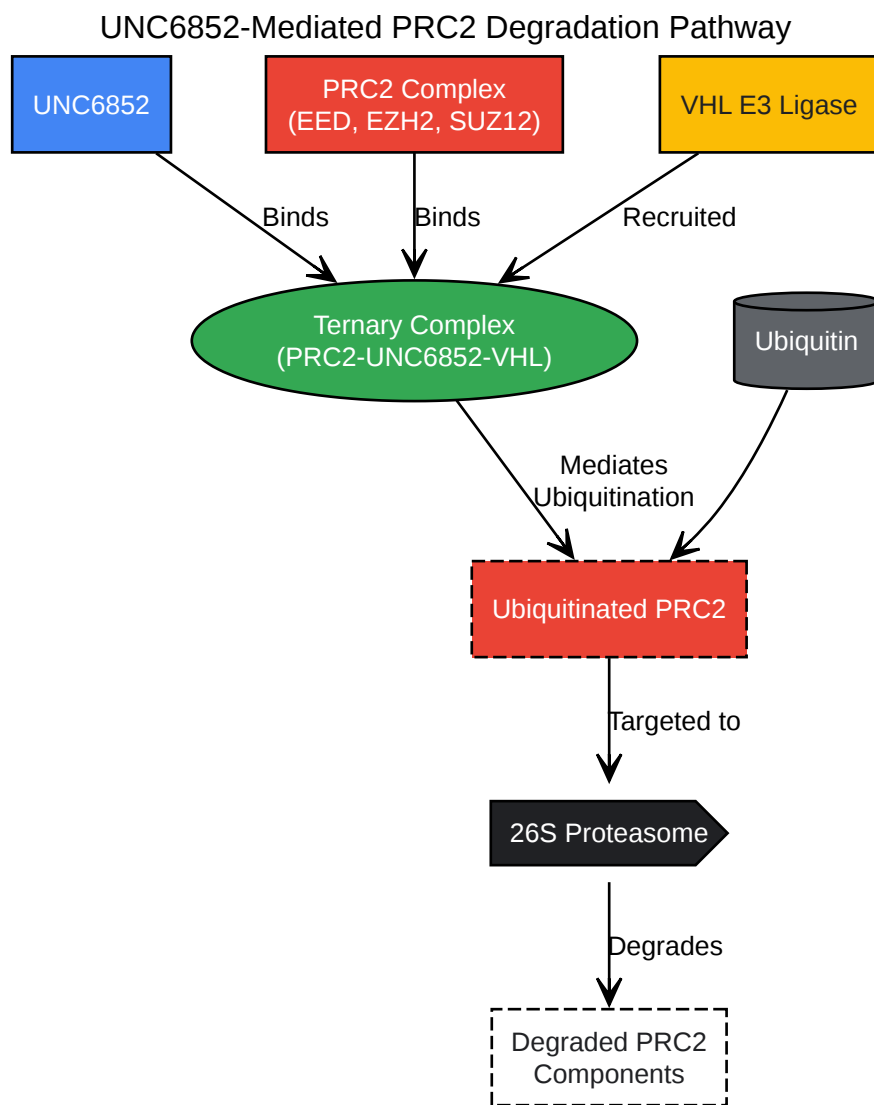 UNC6852-Mediated PRC2 Degradation Pathway
UNC6852
PRC2 Complex
(EED, EZH2, SUZ12)
VHL E3 Ligase
Binds
Binds
Recruited
Ternary Complex
(PRC2-UNC6852-VHL)
Ubiquitin
Mediates
Ubiquitination
Ubiquitinated PRC2
Targeted to
26S Proteasome
Degrades
Degraded PRC2
Components